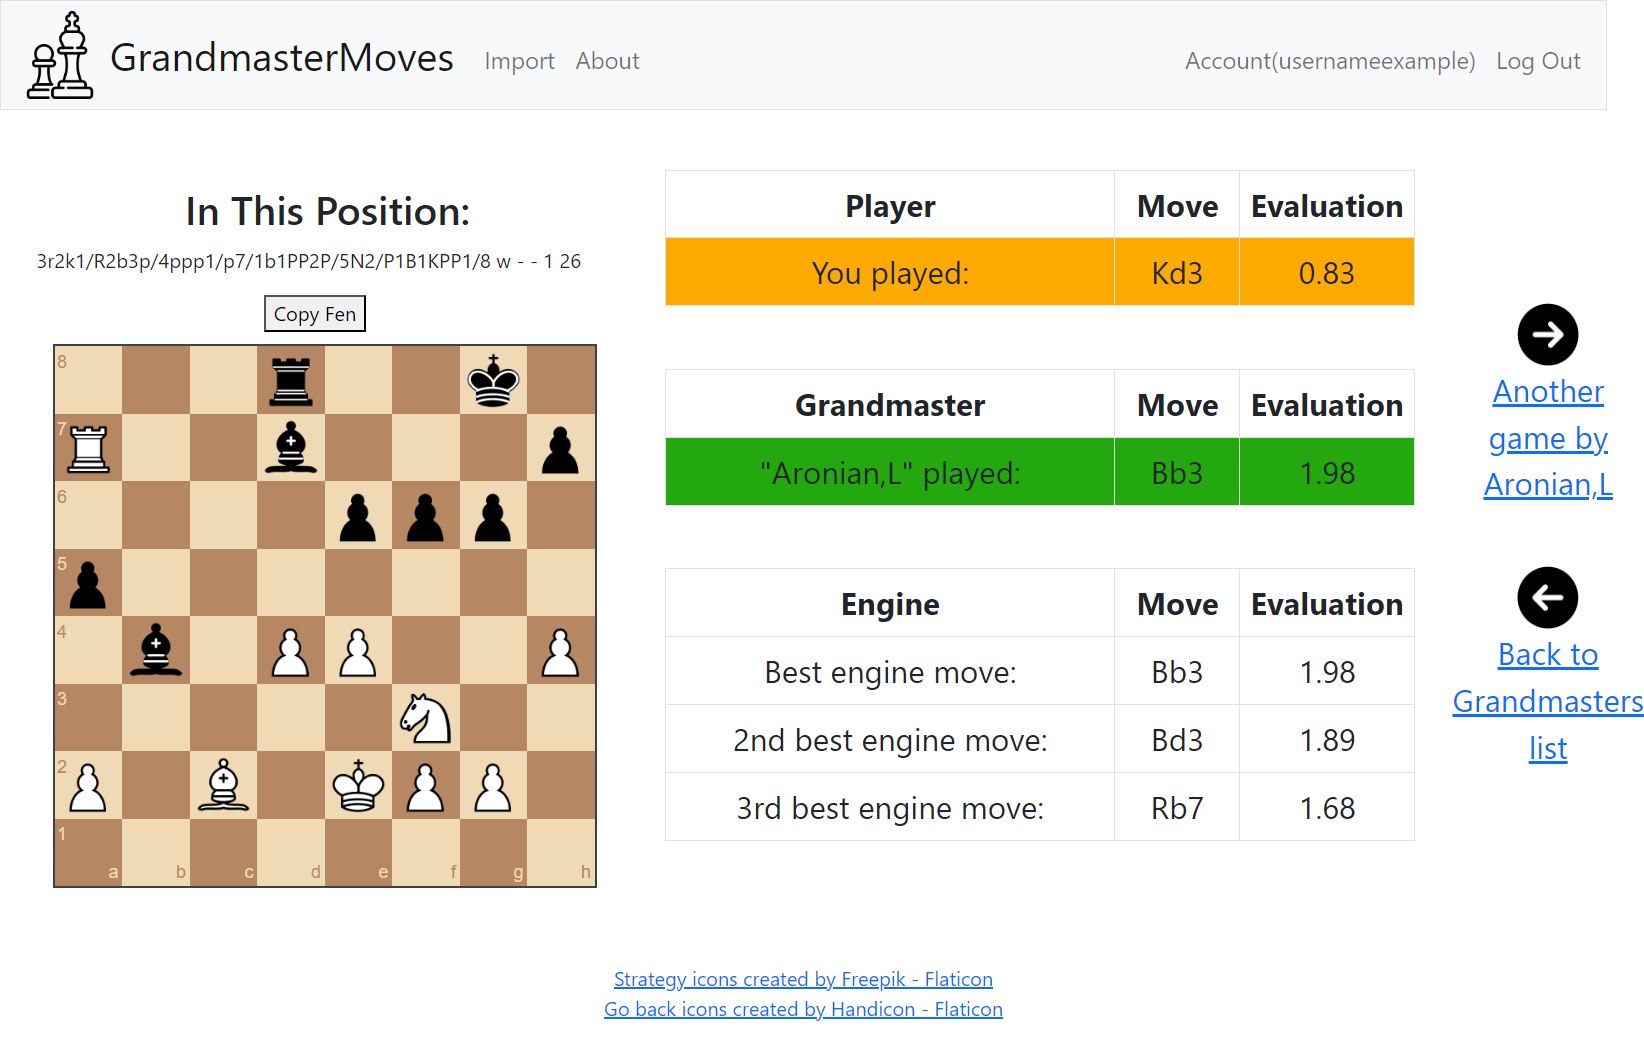 GrandmasterMoves Import About Account(usernameexample) Log Out
In This Position:
3r2k1/R2b3p/4ppp1/p7/1b1PP2P/5N2/P1B1KPP1/8 w - - 1 26
Copy Fen
8
7
6
5
4
3
2
1
a b c d e f g h
Player Move Evaluation
You played: Kd3 0.83
Grandmaster Move Evaluation
"Aronian,L" played: Bb3 1.98
Engine Move Evaluation
Best engine move: Bb3 1.98
2nd best engine move: Bd3 1.89
3rd best engine move: Rb7 1.68
Another
game by
Aronian,L
Back to
Grandmasters
list
Strategy icons created by Freepik - Flaticon
Go back icons created by Handicon - Flaticon